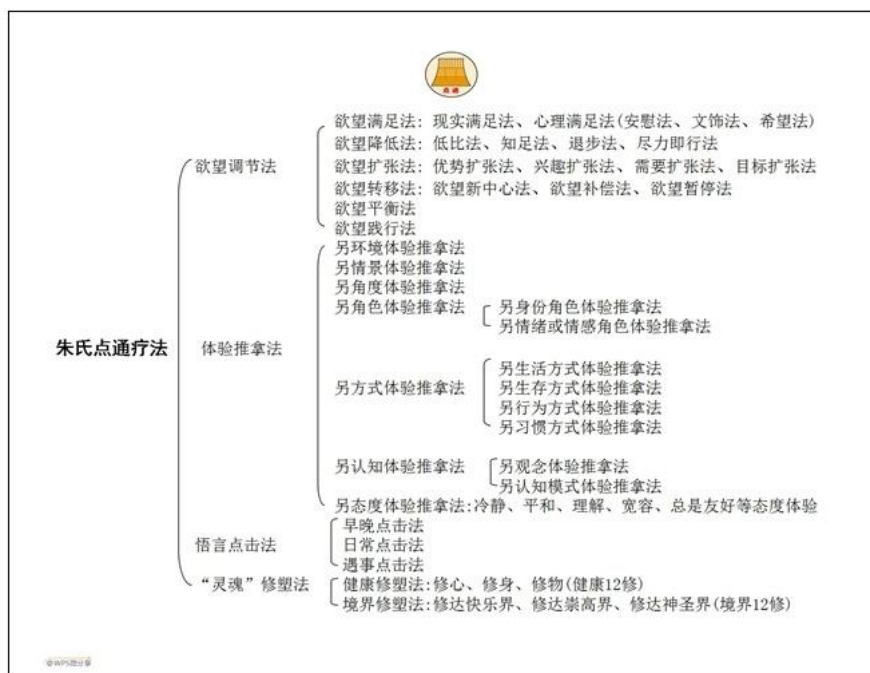 点通
欲望满足法: 现实满足法、心理满足法(安慰法、文饰法、希望法)
欲望降低法: 低比法、知足法、退步法、尽力即行法
欲望调节法
欲望扩张法: 优势扩张法、兴趣扩张法、需要扩张法、目标扩张法
欲望转移法: 欲望新中心法、欲望补偿法、欲望暂停法
欲望平衡法
欲望践行法
另环境体验推拿法
另情景体验推拿法
另角度体验推拿法
另角色体验推拿法
另身份角色体验推拿法
另情绪或情感角色体验推拿法
朱氏点通疗法
体验推拿法
另方式体验推拿法
另生活方式体验推拿法
另生存方式体验推拿法
另行为方式体验推拿法
另习惯方式体验推拿法
另认知体验推拿法
另观念体验推拿法
另认知模式体验推拿法
另态度体验推拿法:冷静、平和、理解、宽容、总是友好等态度体验
悟言点击法
早晚点击法
日常点击法
遇事点击法
“灵魂”修塑法
健康修塑法:修心、修身、修物(健康12修)
境界修塑法:修达快乐界、修达崇高界、修达神圣界(境界12修)